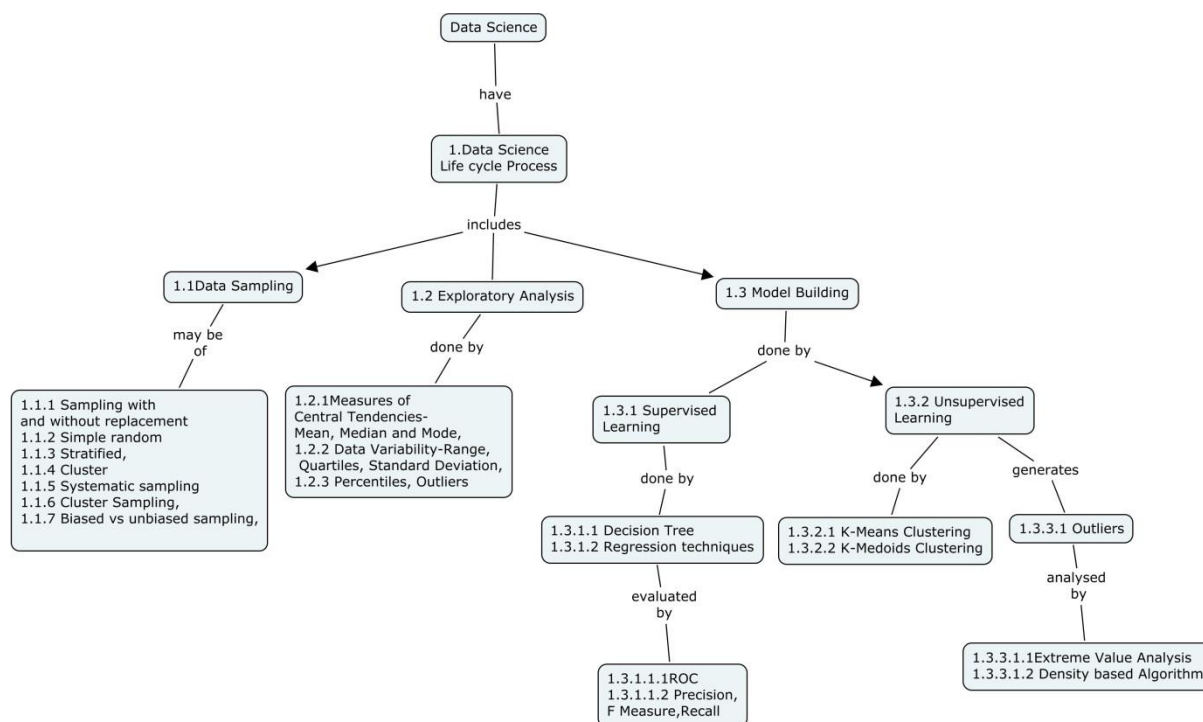 Data Science
have
1.Data Science
Life cycle Process
includes
1.1Data Sampling
1.2 Exploratory Analysis
1.3 Model Building
may be
of
done by
done by
1.1.1 Sampling with
and without replacement
1.1.2 Simple random
1.1.3 Stratified,
1.1.4 Cluster
1.1.5 Systematic sampling
1.1.6 Cluster Sampling,
1.1.7 Biased vs unbiased sampling,
1.2.1Measures of
Central Tendencies-
Mean, Median and Mode,
1.2.2 Data Variability-Range,
Quartiles, Standard Deviation,
1.2.3 Percentiles, Outliers
1.3.1 Supervised
Learning
1.3.2 Unsupervised
Learning
done by
done by
generates
1.3.1.1 Decision Tree
1.3.1.2 Regression techniques
1.3.2.1 K-Means Clustering
1.3.2.2 K-Medoids Clustering
1.3.3.1 Outliers
evaluated
by
analysed
by
1.3.1.1.1ROC
1.3.1.1.2 Precision,
F Measure,Recall
1.3.3.1.1Extreme Value Analysis
1.3.3.1.2 Density based Algorithm